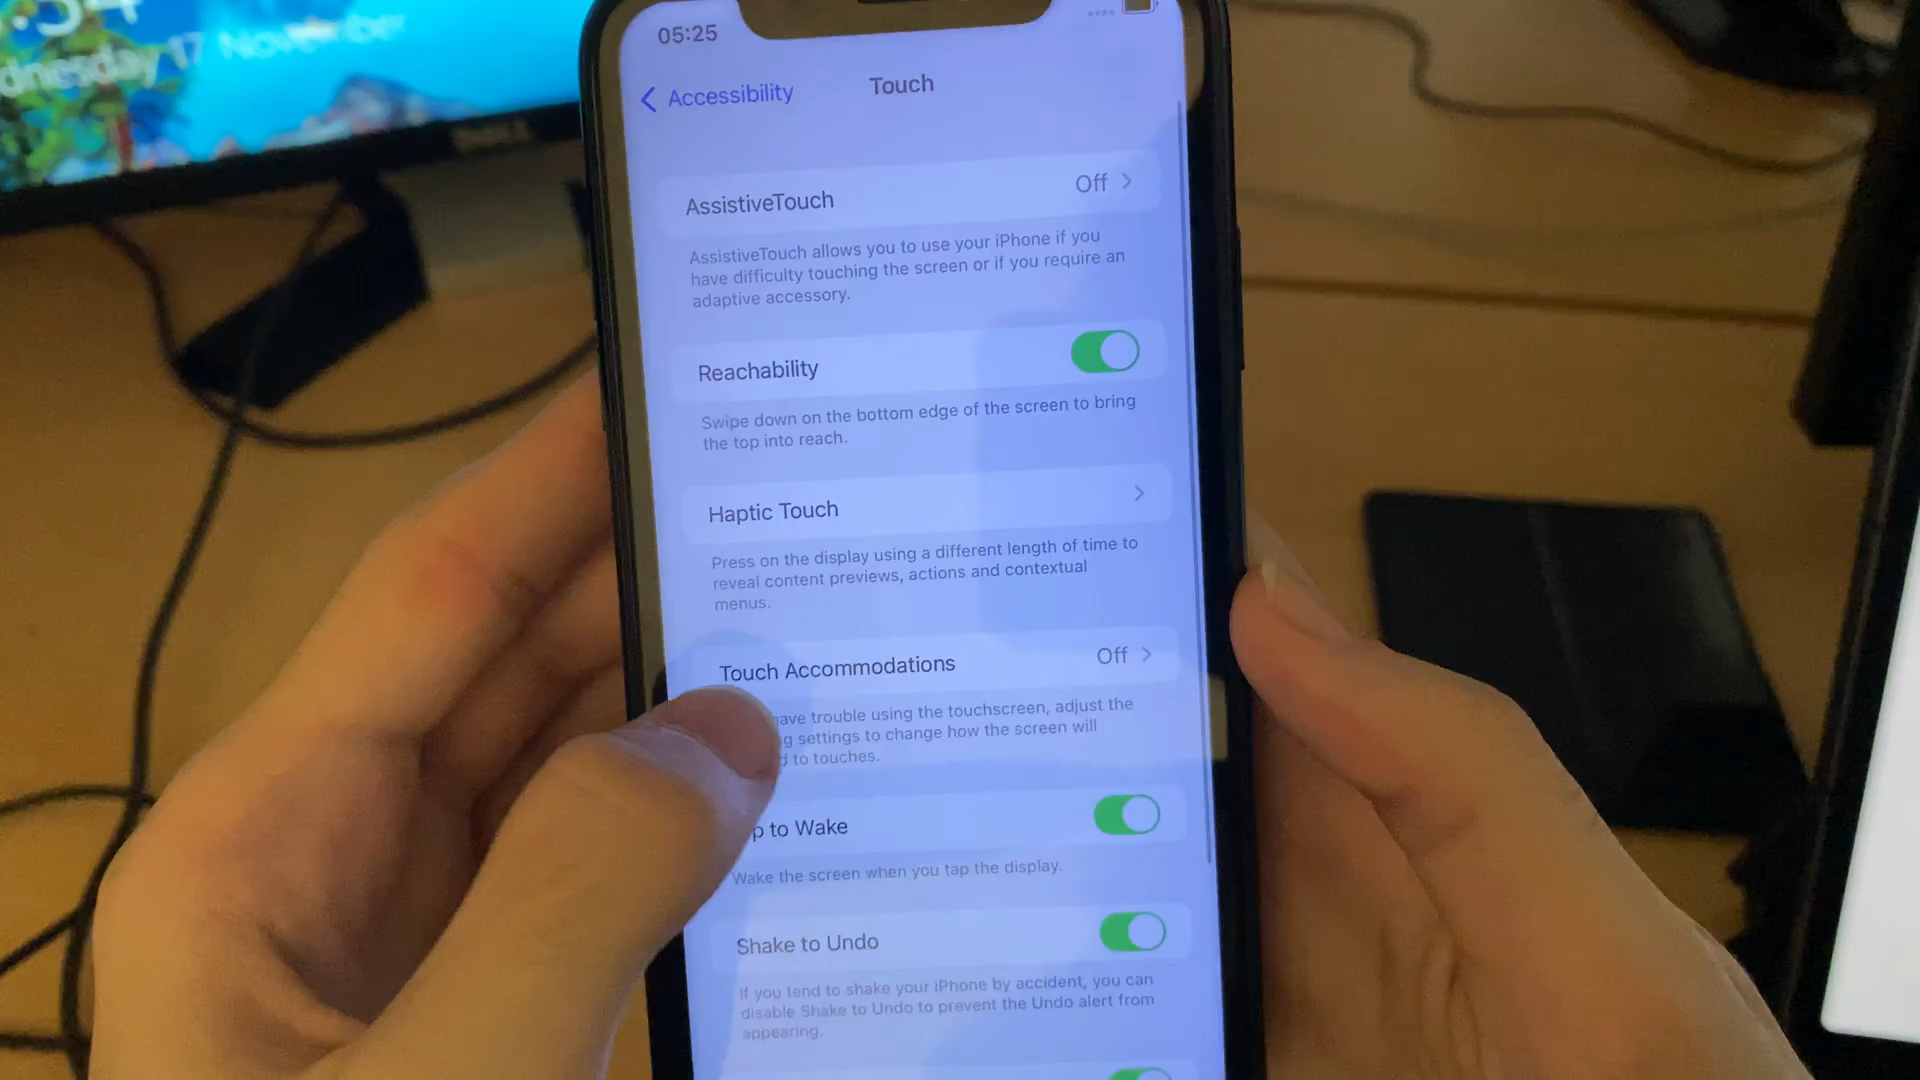 17 November
05:25
Accessibility
Touch
AssistiveTouch
Off
AssistiveTouch allows you to use your iPhone if you
have difficulty touching the screen or if you require an
adaptive accessory.
Reachability
Swipe down on the bottom edge of the screen to bring
the top into reach.
Haptic Touch
Press on the display using a different length of time to
reveal content previews, actions and contextual
menus.
Touch Accommodations
Off
have trouble using the touchscreen, adjust the
settings to change how the screen will
to touches.
to Wake
Wake the screen when you tap the display.
Shake to Undo
If you tend to shake your iPhone by accident, you can
disable Shake to Undo to prevent the Undo alert from
appearing.